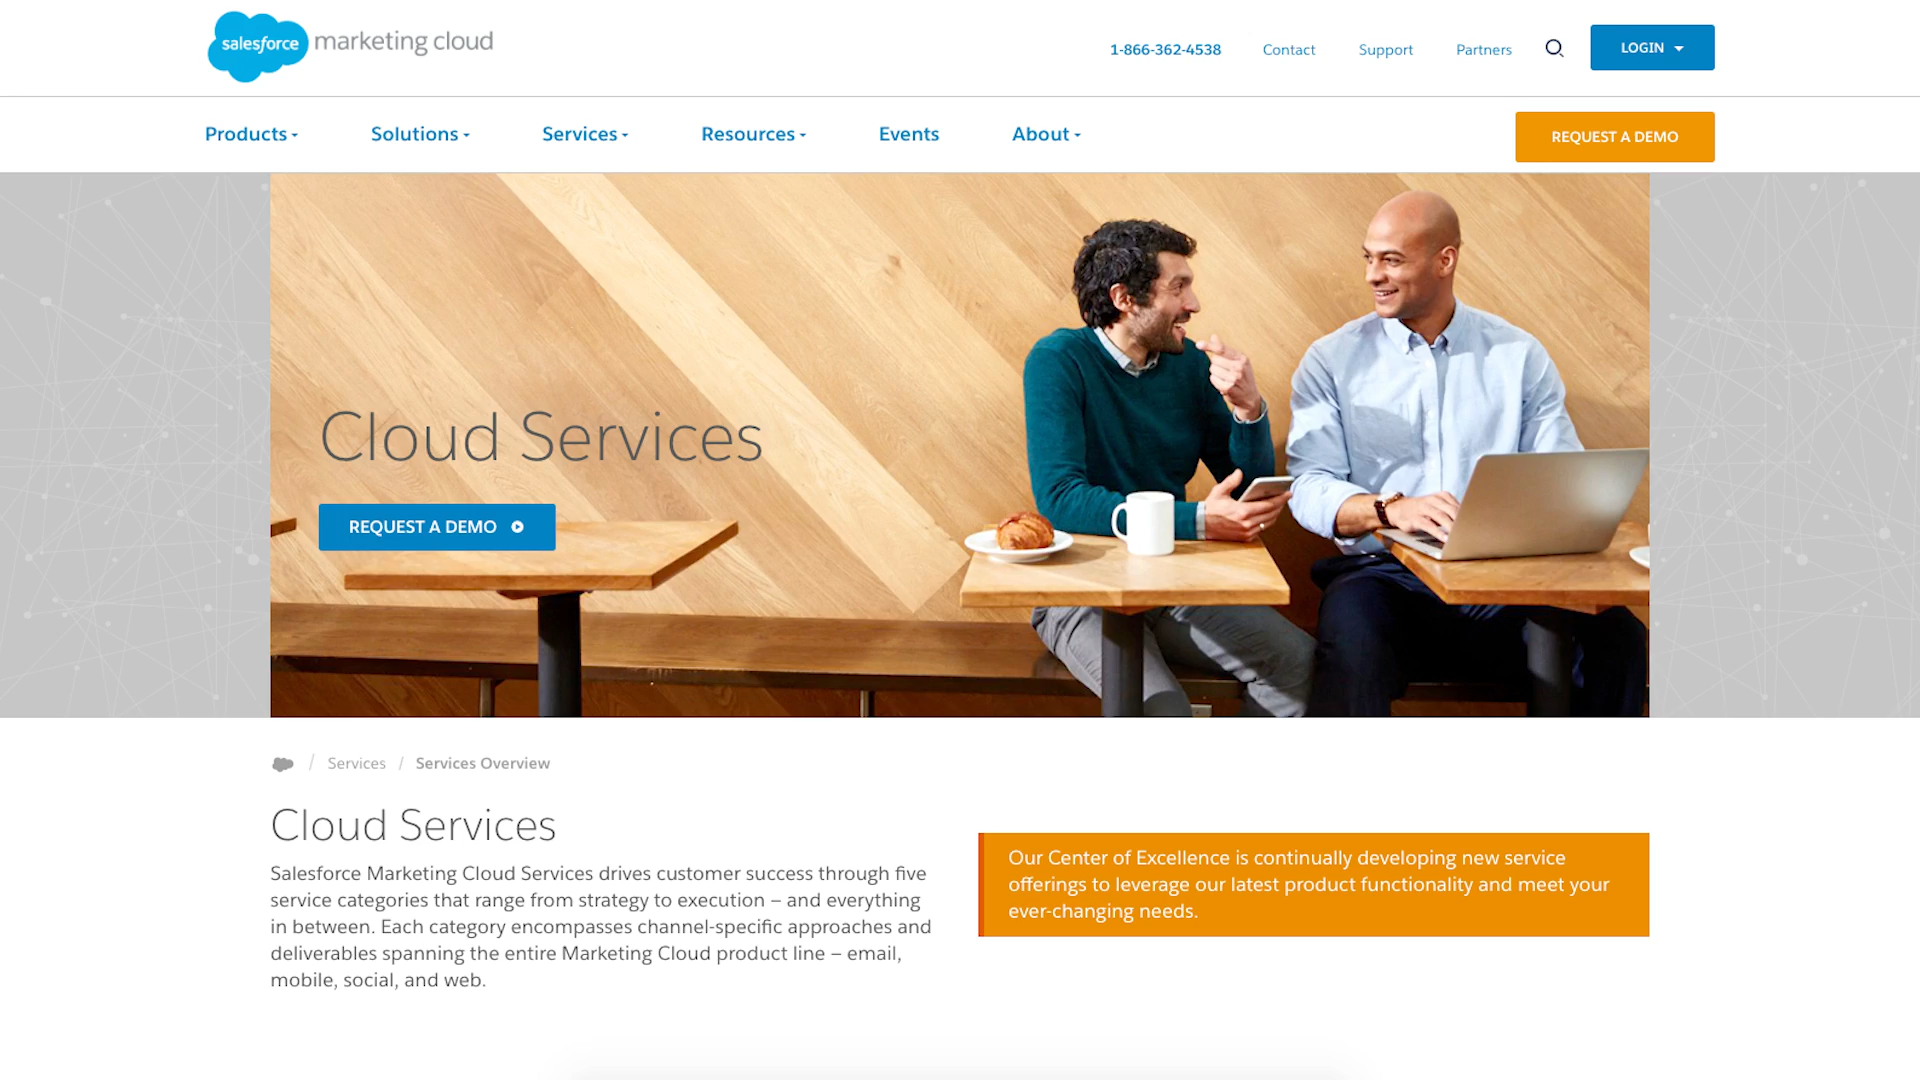 salesforce marketing cloud
1-866-362-4538 Contact Support Partners LOGIN
Products Solutions Services Resources Events About REQUEST A DEMO
Cloud Services
REQUEST A DEMO
/ Services / Services Overview
Cloud Services
Salesforce Marketing Cloud Services drives customer success through five
service categories that range from strategy to execution – and everything
in between. Each category encompasses channel-specific approaches and
deliverables spanning the entire Marketing Cloud product line – email,
mobile, social, and web.
Our Center of Excellence is continually developing new service
offerings to leverage our latest product functionality and meet your
ever-changing needs.